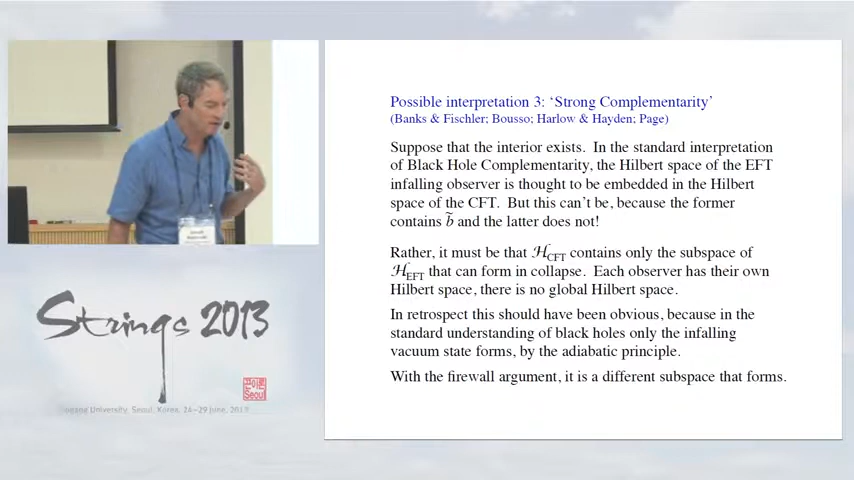 Possible interpretation 3: ‘Strong Complementarity’
(Banks & Fischler; Bousso; Harlow & Hayden; Page)
Suppose that the interior exists. In the standard interpretation
of Black Hole Complementarity, the Hilbert space of the EFT
infalling observer is thought to be embedded in the Hilbert
space of the CFT. But this can’t be, because the former
contains b̃ and the latter does not!
Rather, it must be that ℋCFT contains only the subspace of
ℋEFT that can form in collapse. Each observer has their own
Hilbert space, there is no global Hilbert space.
In retrospect this should have been obvious, because in the
standard understanding of black holes only the infalling
vacuum state forms, by the adiabatic principle.
With the firewall argument, it is a different subspace that forms.
Strings 2013
University, Seoul, Korea, 24-29 June, 2013
Seoul